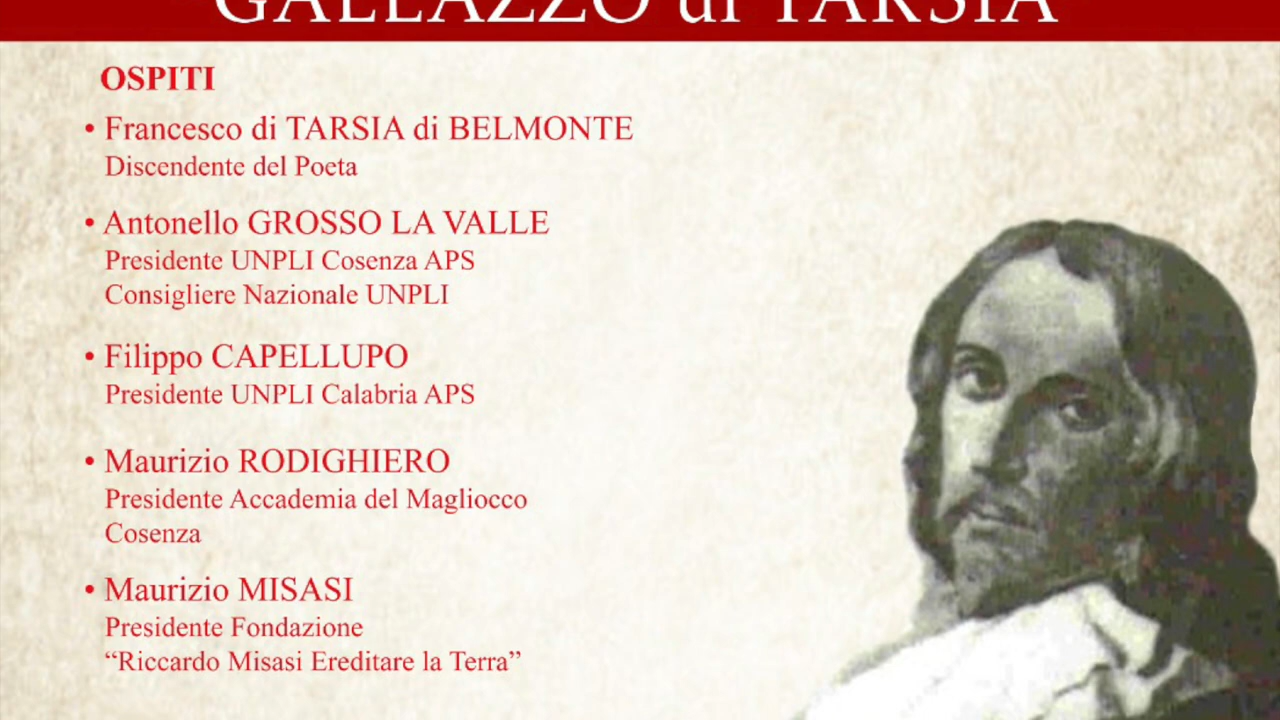 GALLAZZO di TARSIA
OSPITI
• Francesco di TARSIA di BELMONTE
Discendente del Poeta
• Antonello GROSSO LA VALLE
Presidente UNPLI Cosenza APS
Consigliere Nazionale UNPLI
• Filippo CAPELLUPO
Presidente UNPLI Calabria APS
• Maurizio RODIGHIERO
Presidente Accademia del Magliocco
Cosenza
• Maurizio MISASI
Presidente Fondazione
“Riccardo Misasi Ereditare la Terra”